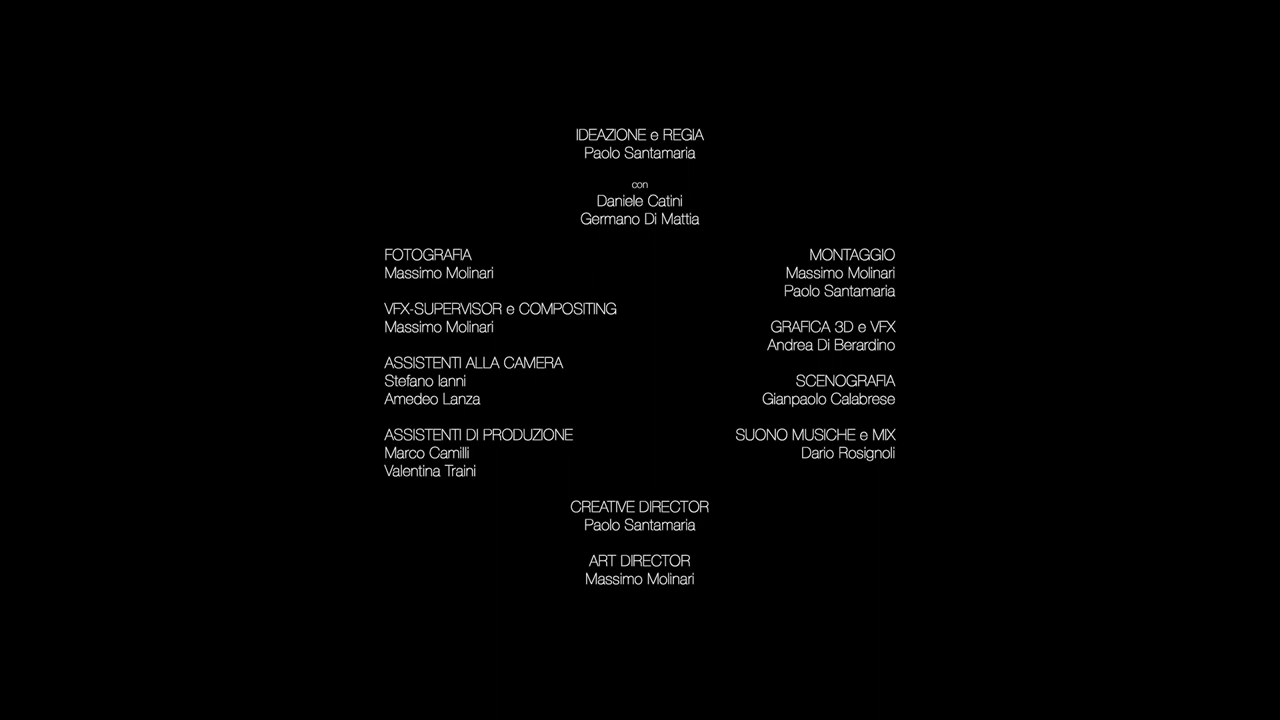 IDEAZIONE e REGIA
Paolo Santamaria
con
Daniele Catini
Germano Di Mattia
FOTOGRAFIA
Massimo Molinari
VFX-SUPERVISOR e COMPOSITING
Massimo Molinari
ASSISTENTI ALLA CAMERA
Stefano Ianni
Amedeo Lanza
ASSISTENTI DI PRODUZIONE
Marco Camilli
Valentina Traini
MONTAGGIO
Massimo Molinari
Paolo Santamaria
GRAFICA 3D e VFX
Andrea Di Berardino
SCENOGRAFIA
Gianpaolo Calabrese
SUONO MUSICHE e MIX
Dario Rosignoli
CREATIVE DIRECTOR
Paolo Santamaria
ART DIRECTOR
Massimo Molinari